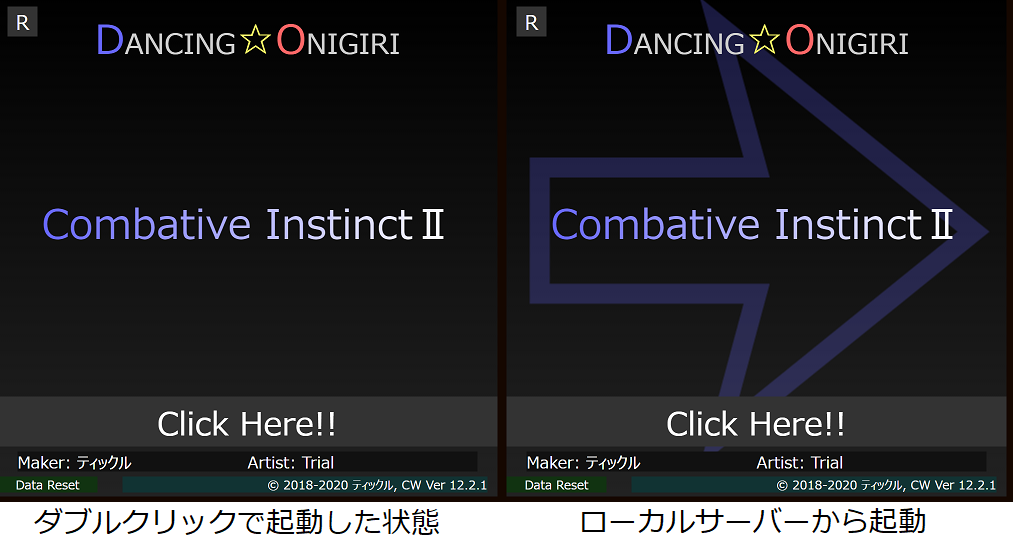 R
DANCING☆ONIGIRI
Combative InstinctⅡ
Click Here!!
Maker: ティックル Artist: Trial
Data Reset © 2018-2020 ティックル, CW Ver 12.2.1
ダブルクリックで起動した状態
R
DANCING☆ONIGIRI
Combative InstinctⅡ
Click Here!!
Maker: ティックル Artist: Trial
Data Reset © 2018-2020 ティックル, CW Ver 12.2.1
ローカルサーバーから起動